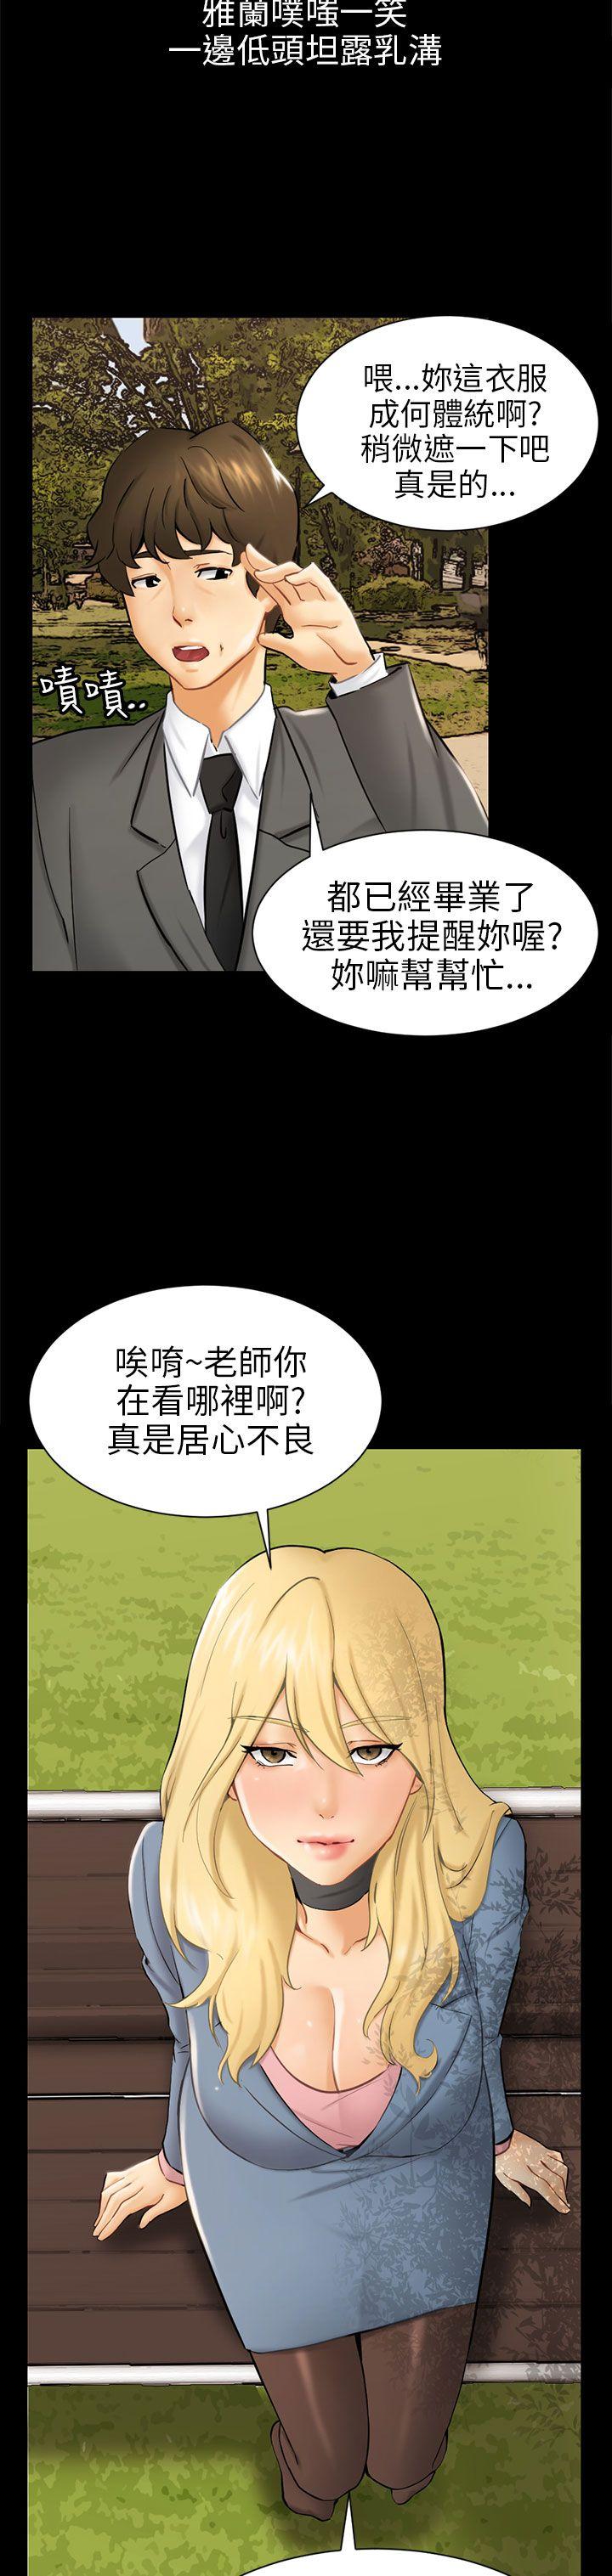 雅蘭噗嗤一笑
一邊低頭坦露乳溝
喂...妳這衣服
成何體統啊?
稍微遮一下吧
真是的...
嘖嘖..
都已經畢業了
還要我提醒妳喔?
妳嘛幫幫忙...
唉唷~老師你
在看哪裡啊?
真是居心不良